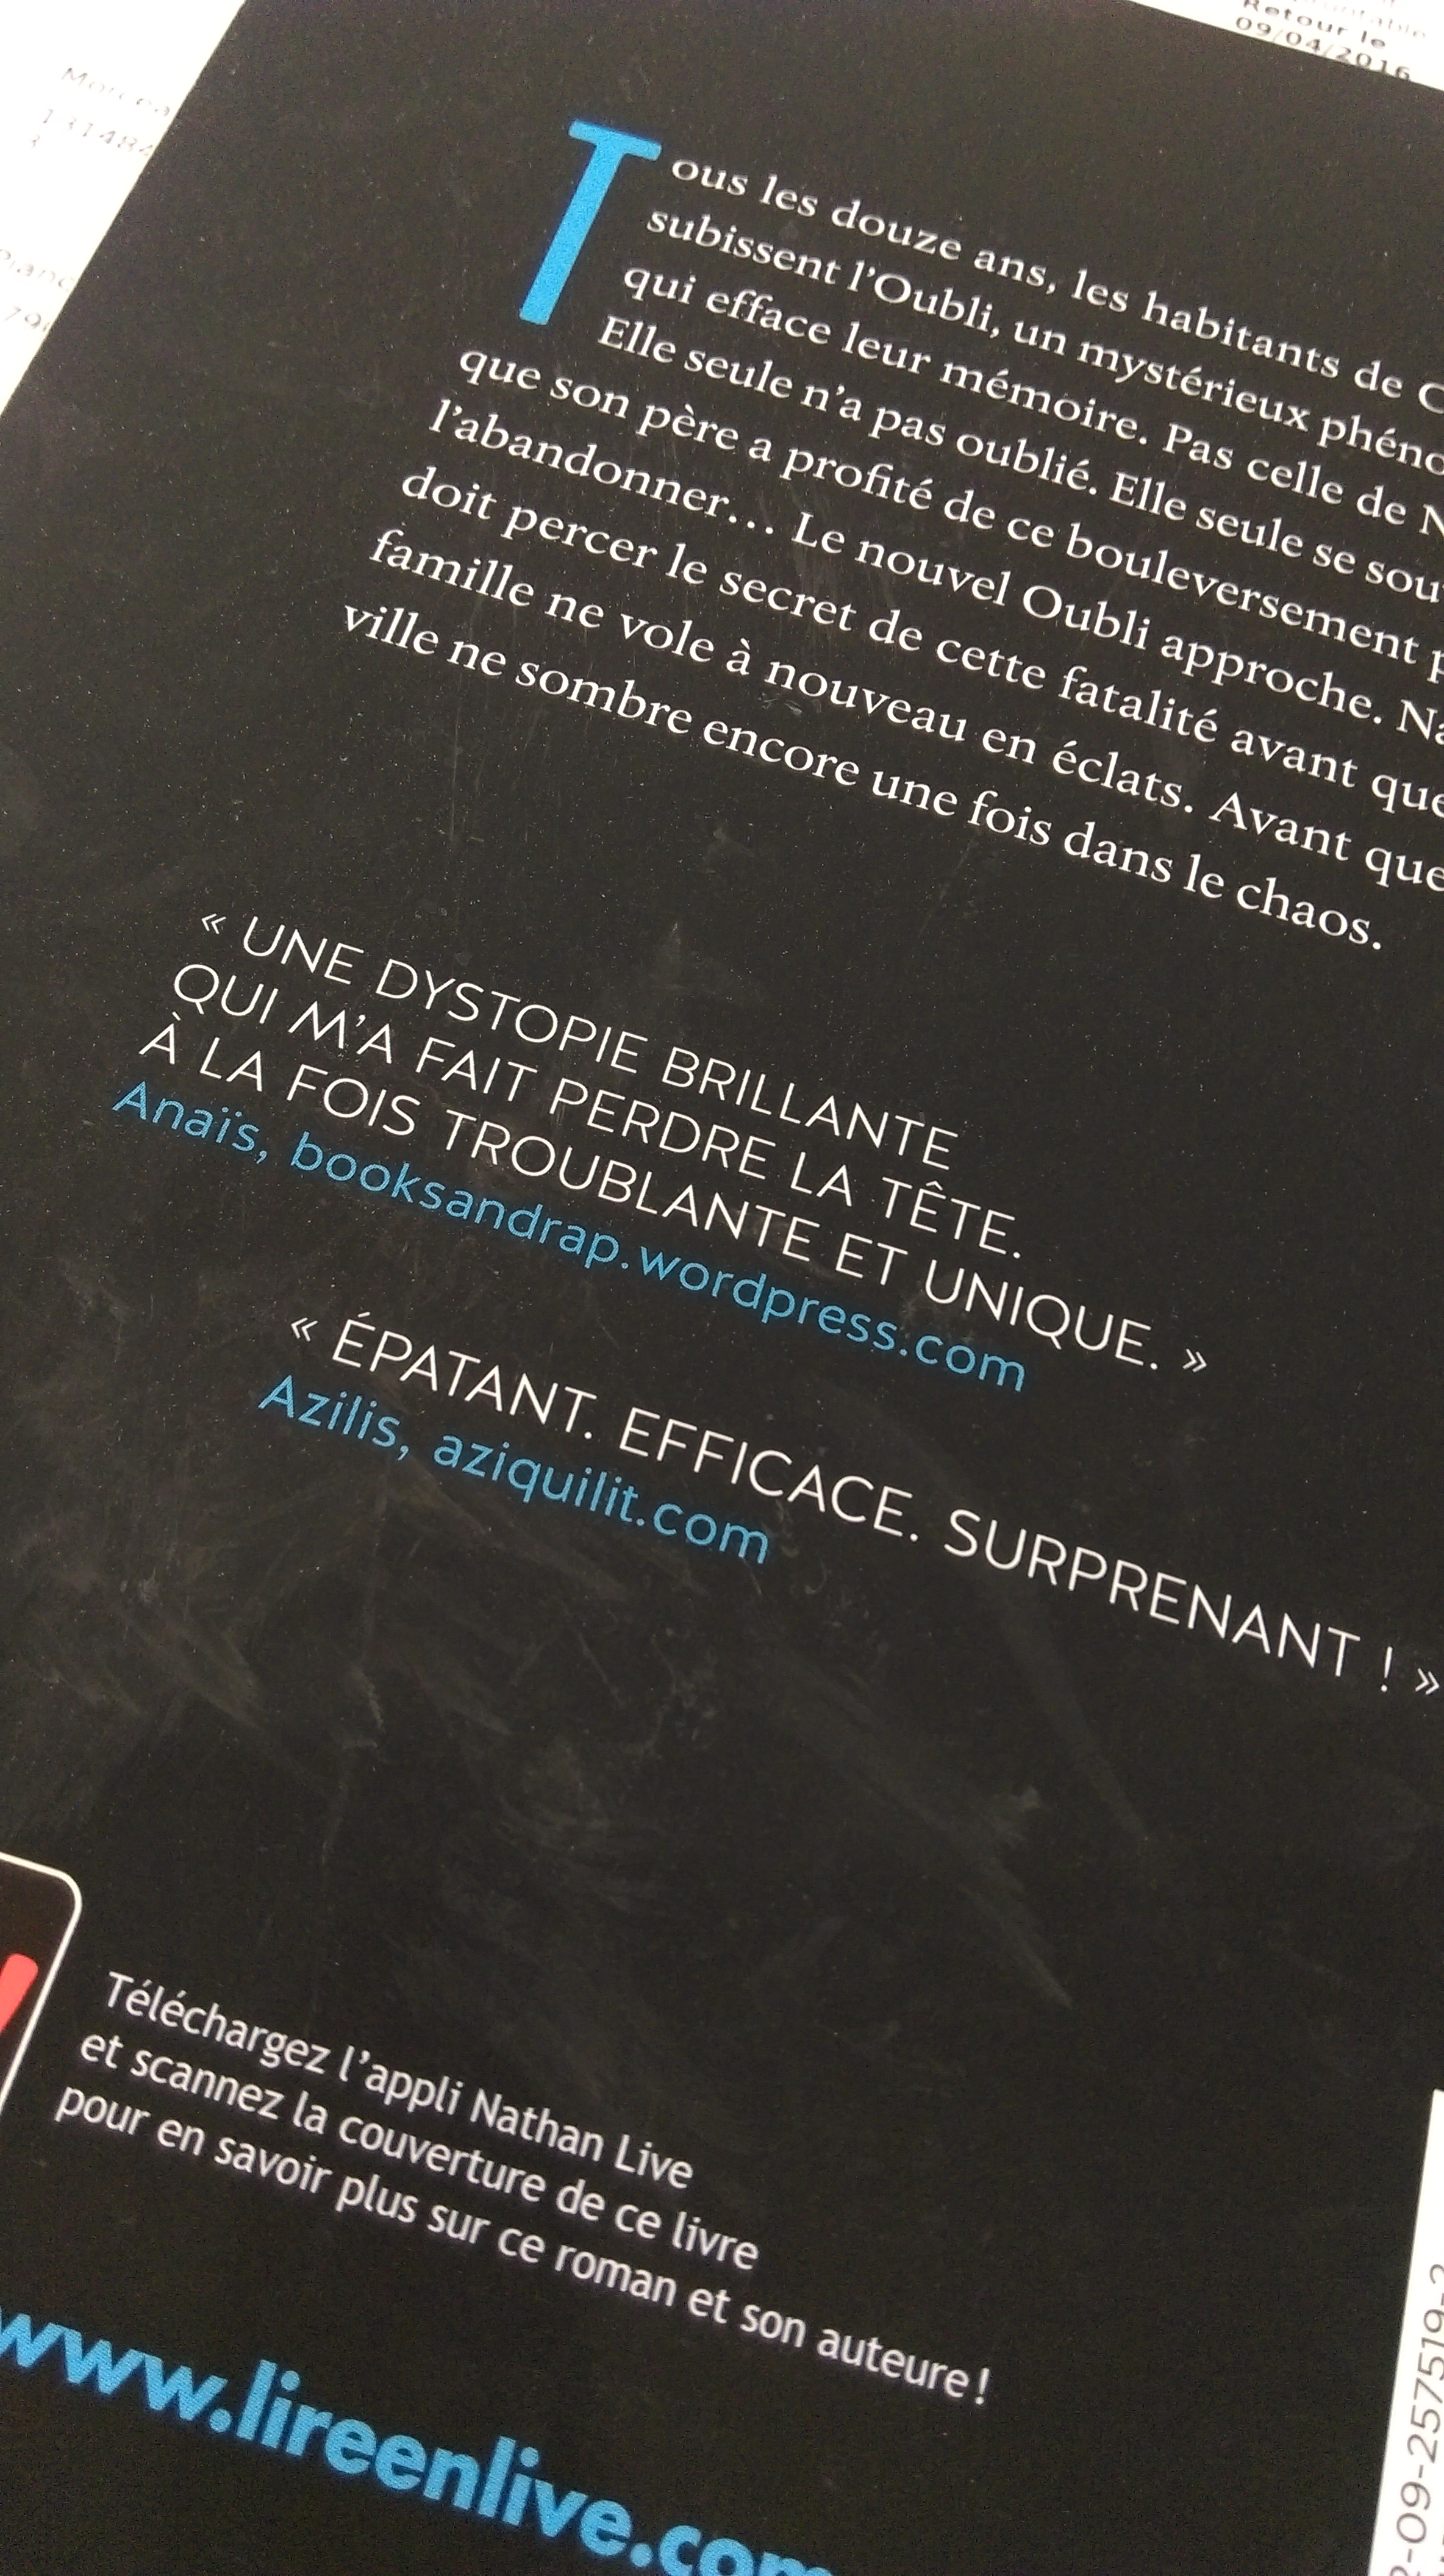 Retour le
09/04/2016
Tous les douze ans, les habitants de
subissent l'Oubli, un mystérieux phéno
qui efface leur mémoire. Pas celle de N
Elle seule n'a pas oublié. Elle seule se sou
que son père a profité de ce bouleversement p
l'abandonner... Le nouvel Oubli approche. Na
doit percer le secret de cette fatalité avant que
famille ne vole à nouveau en éclats. Avant que
ville ne sombre encore une fois dans le chaos.
« UNE DYSTOPIE BRILLANTE
QUI M'A FAIT PERDRE LA TÊTE.
À LA FOIS TROUBLANTE ET UNIQUE. »
Anaïs, booksandrap.wordpress.com
« ÉPATANT. EFFICACE. SURPRENANT ! »
Azilis, aziquilit.com
Téléchargez l'appli Nathan Live
et scannez la couverture de ce livre
pour en savoir plus sur ce roman et son auteure !
www.lireenlive.com
-09-257519-2